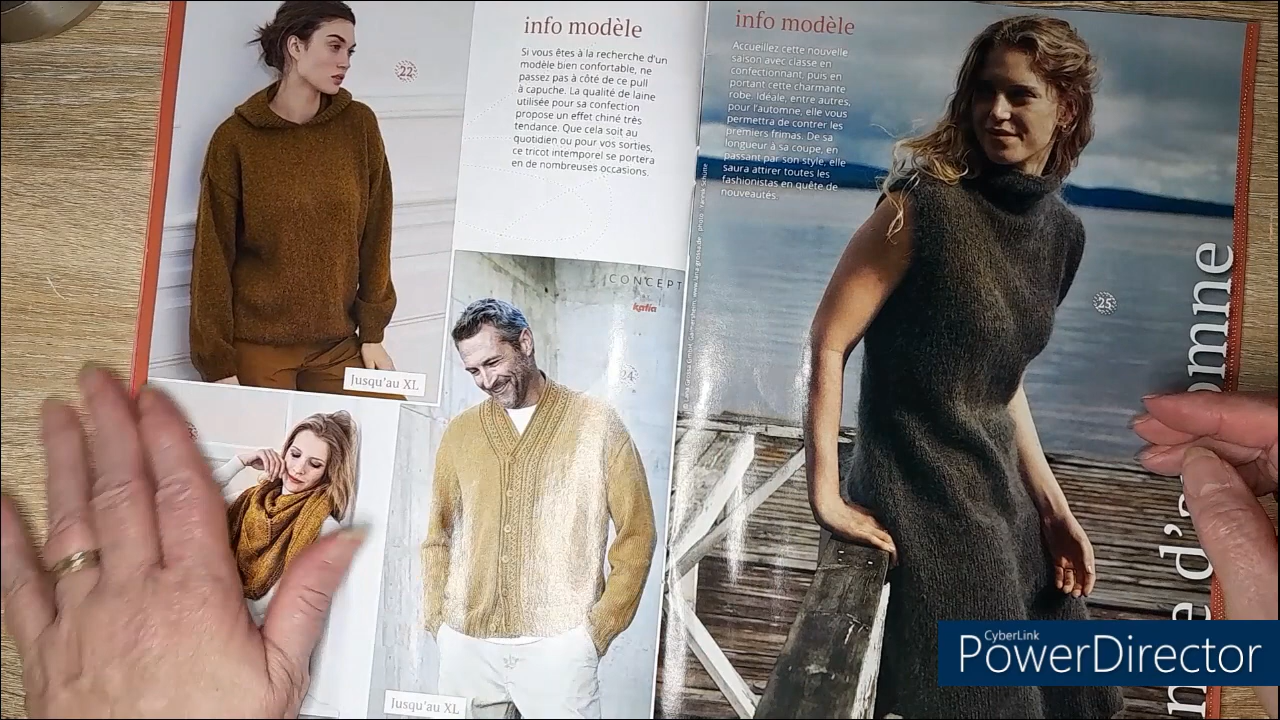 22
info modèle
Si vous êtes à la recherche d'un
modèle bien confortable, ne
passez pas à côté de ce pull
à capuche. La qualité de laine
utilisée pour sa confection
propose un effet chiné très
tendance. Que cela soit au
quotidien ou pour vos sorties,
ce tricot intemporel se portera
en de nombreuses occasions.
Jusqu'au XL
CONCEPT
katia
24
Jusqu'au XL
info modèle
Accueillez cette nouvelle
saison avec classe en
confectionnant, puis en
portant cette charmante
robe. Idéale, entre autres,
pour l'automne, elle vous
permettra de contrer les
premiers frimas. De sa
longueur à sa coupe, en
passant par son style, elle
saura attirer toutes les
fashionistas en quête de
nouveautés.
25
CyberLink
PowerDirector